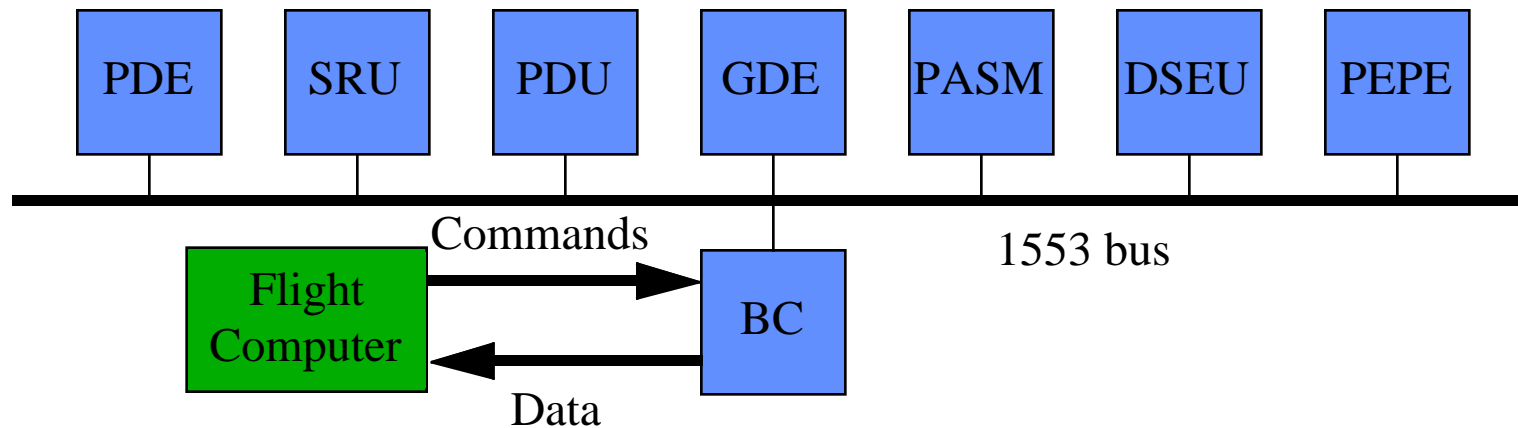 PDE
SRU
PDU
GDE
PASM
DSEU
PEPE
Commands
1553 bus
Flight
Computer
BC
Data